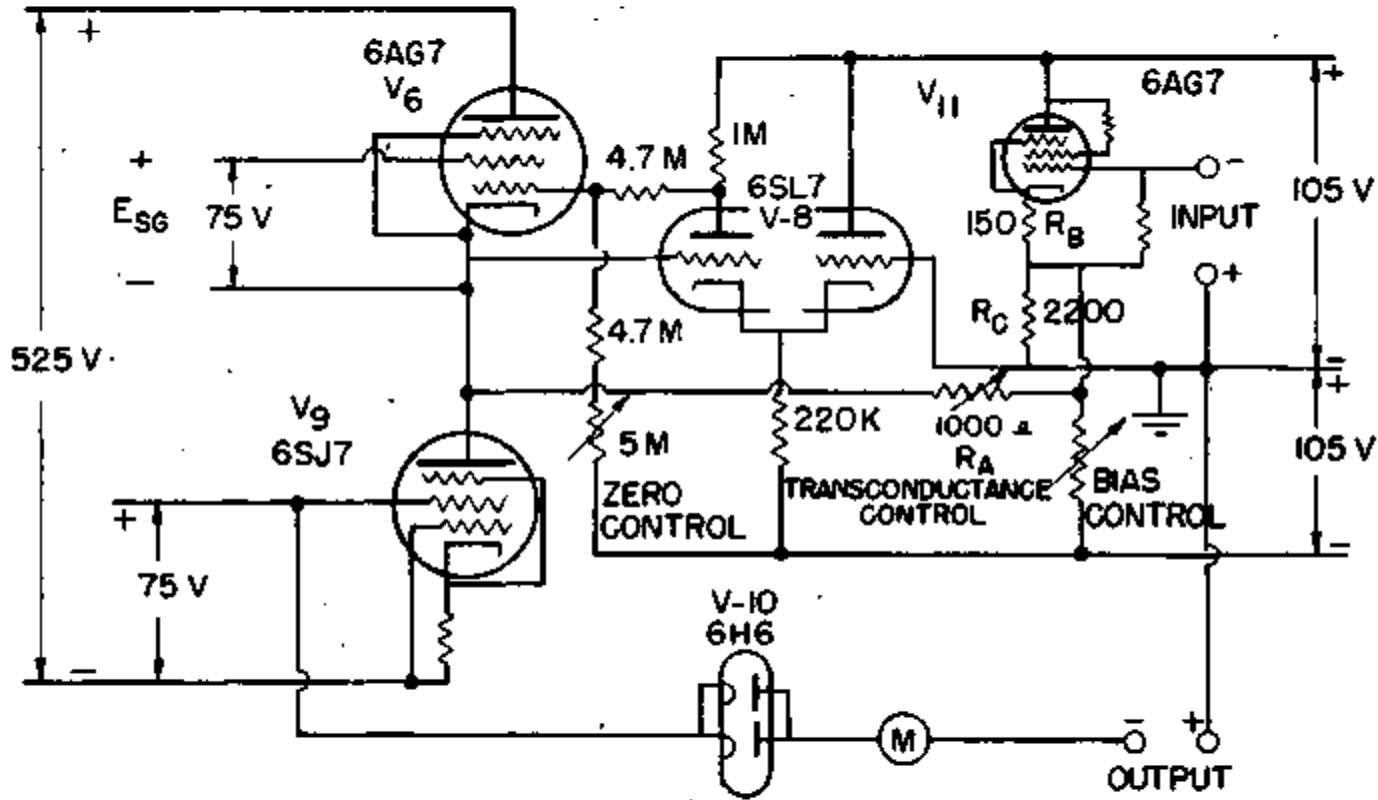 +
6AG7
V6
+
ESG
75 V
−
525 V
V9
6SJ7
+
75 V
−
4.7 M
1M
6SL7
V-8
4.7 M
5 M
ZERO
CONTROL
220K
V11
6AG7
−
150 RB
INPUT
+
RC 2200
+
105 V
−
+
105 V
−
1000 Ω
RA
TRANSCONDUCTANCE
CONTROL
BIAS
CONTROL
V-10
6H6
M
− +
OUTPUT